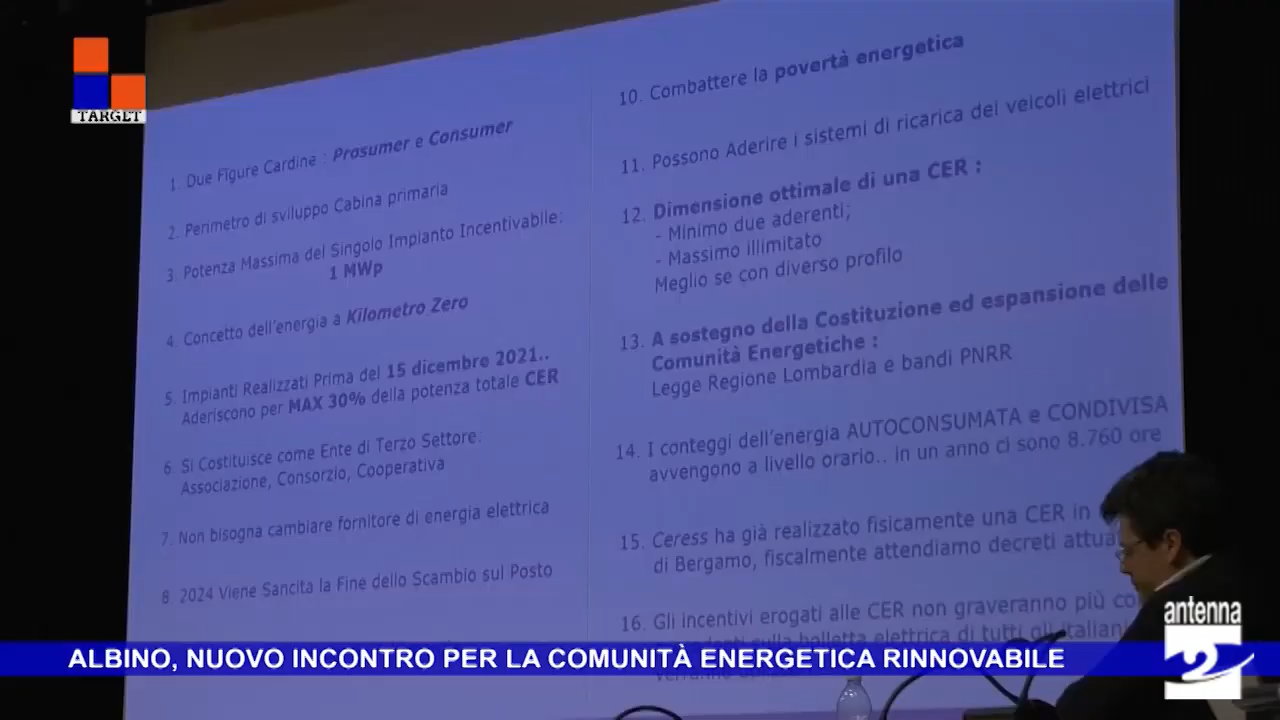 TARGET
1. Due Figure Cardine : Prosumer e Consumer
2. Perimetro di sviluppo Cabina primaria
3. Potenza Massima del Singolo Impianto Incentivabile:
1 MWp
4. Concetto dell'energia a Kilometro Zero
5. Impianti Realizzati Prima del 15 dicembre 2021..
Aderiscono per MAX 30% della potenza totale CER
6. Si Costituisce come Ente di Terzo Settore:
Associazione, Consorzio, Cooperativa
7. Non bisogna cambiare fornitore di energia elettrica
8 2024 Viene Sancita la Fine dello Scambio sul Posto
10. Combattere la povertà energetica
11. Possono Aderire i sistemi di ricarica dei veicoli elettrici
12. Dimensione ottimale di una CER :
- Minimo due aderenti;
- Massimo illimitato
Meglio se con diverso profilo
13. A sostegno della Costituzione ed espansione delle
Comunità Energetiche :
Legge Regione Lombardia e bandi PNRR
14. I conteggi dell'energia AUTOCONSUMATA e CONDIVISA
avvengono a livello orario.. in un anno ci sono 8.760 ore
15. Ceress ha già realizzato fisicamente una CER in
di Bergamo, fiscalmente attendiamo decreti
16. Gli incentivi erogati alle CER non graveranno più
sulla bolletta elettrica di tutti gli italiani
antenna
2
ALBINO, NUOVO INCONTRO PER LA COMUNITÀ ENERGETICA RINNOVABILE